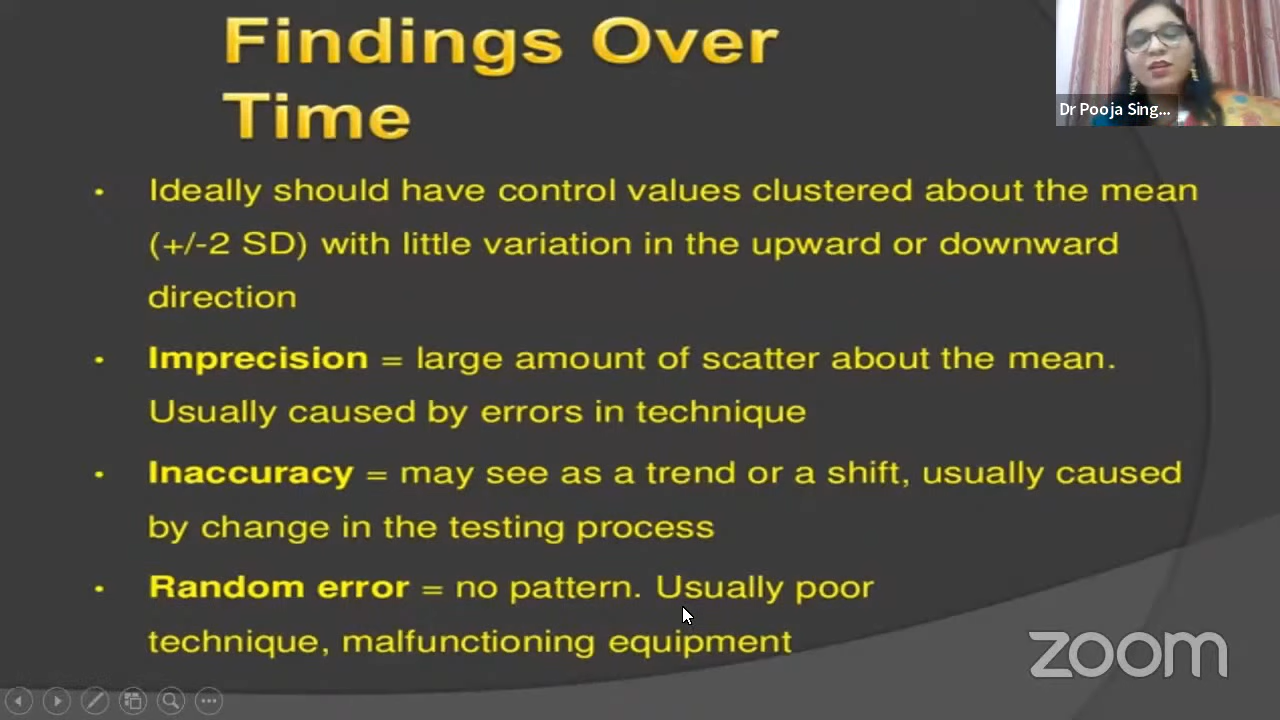 Findings Over
Time
Dr Pooja Sing...
• Ideally should have control values clustered about the mean
(+/-2 SD) with little variation in the upward or downward
direction
• Imprecision = large amount of scatter about the mean.
Usually caused by errors in technique
• Inaccuracy = may see as a trend or a shift, usually caused
by change in the testing process
• Random error = no pattern. Usually poor
technique, malfunctioning equipment
zoom